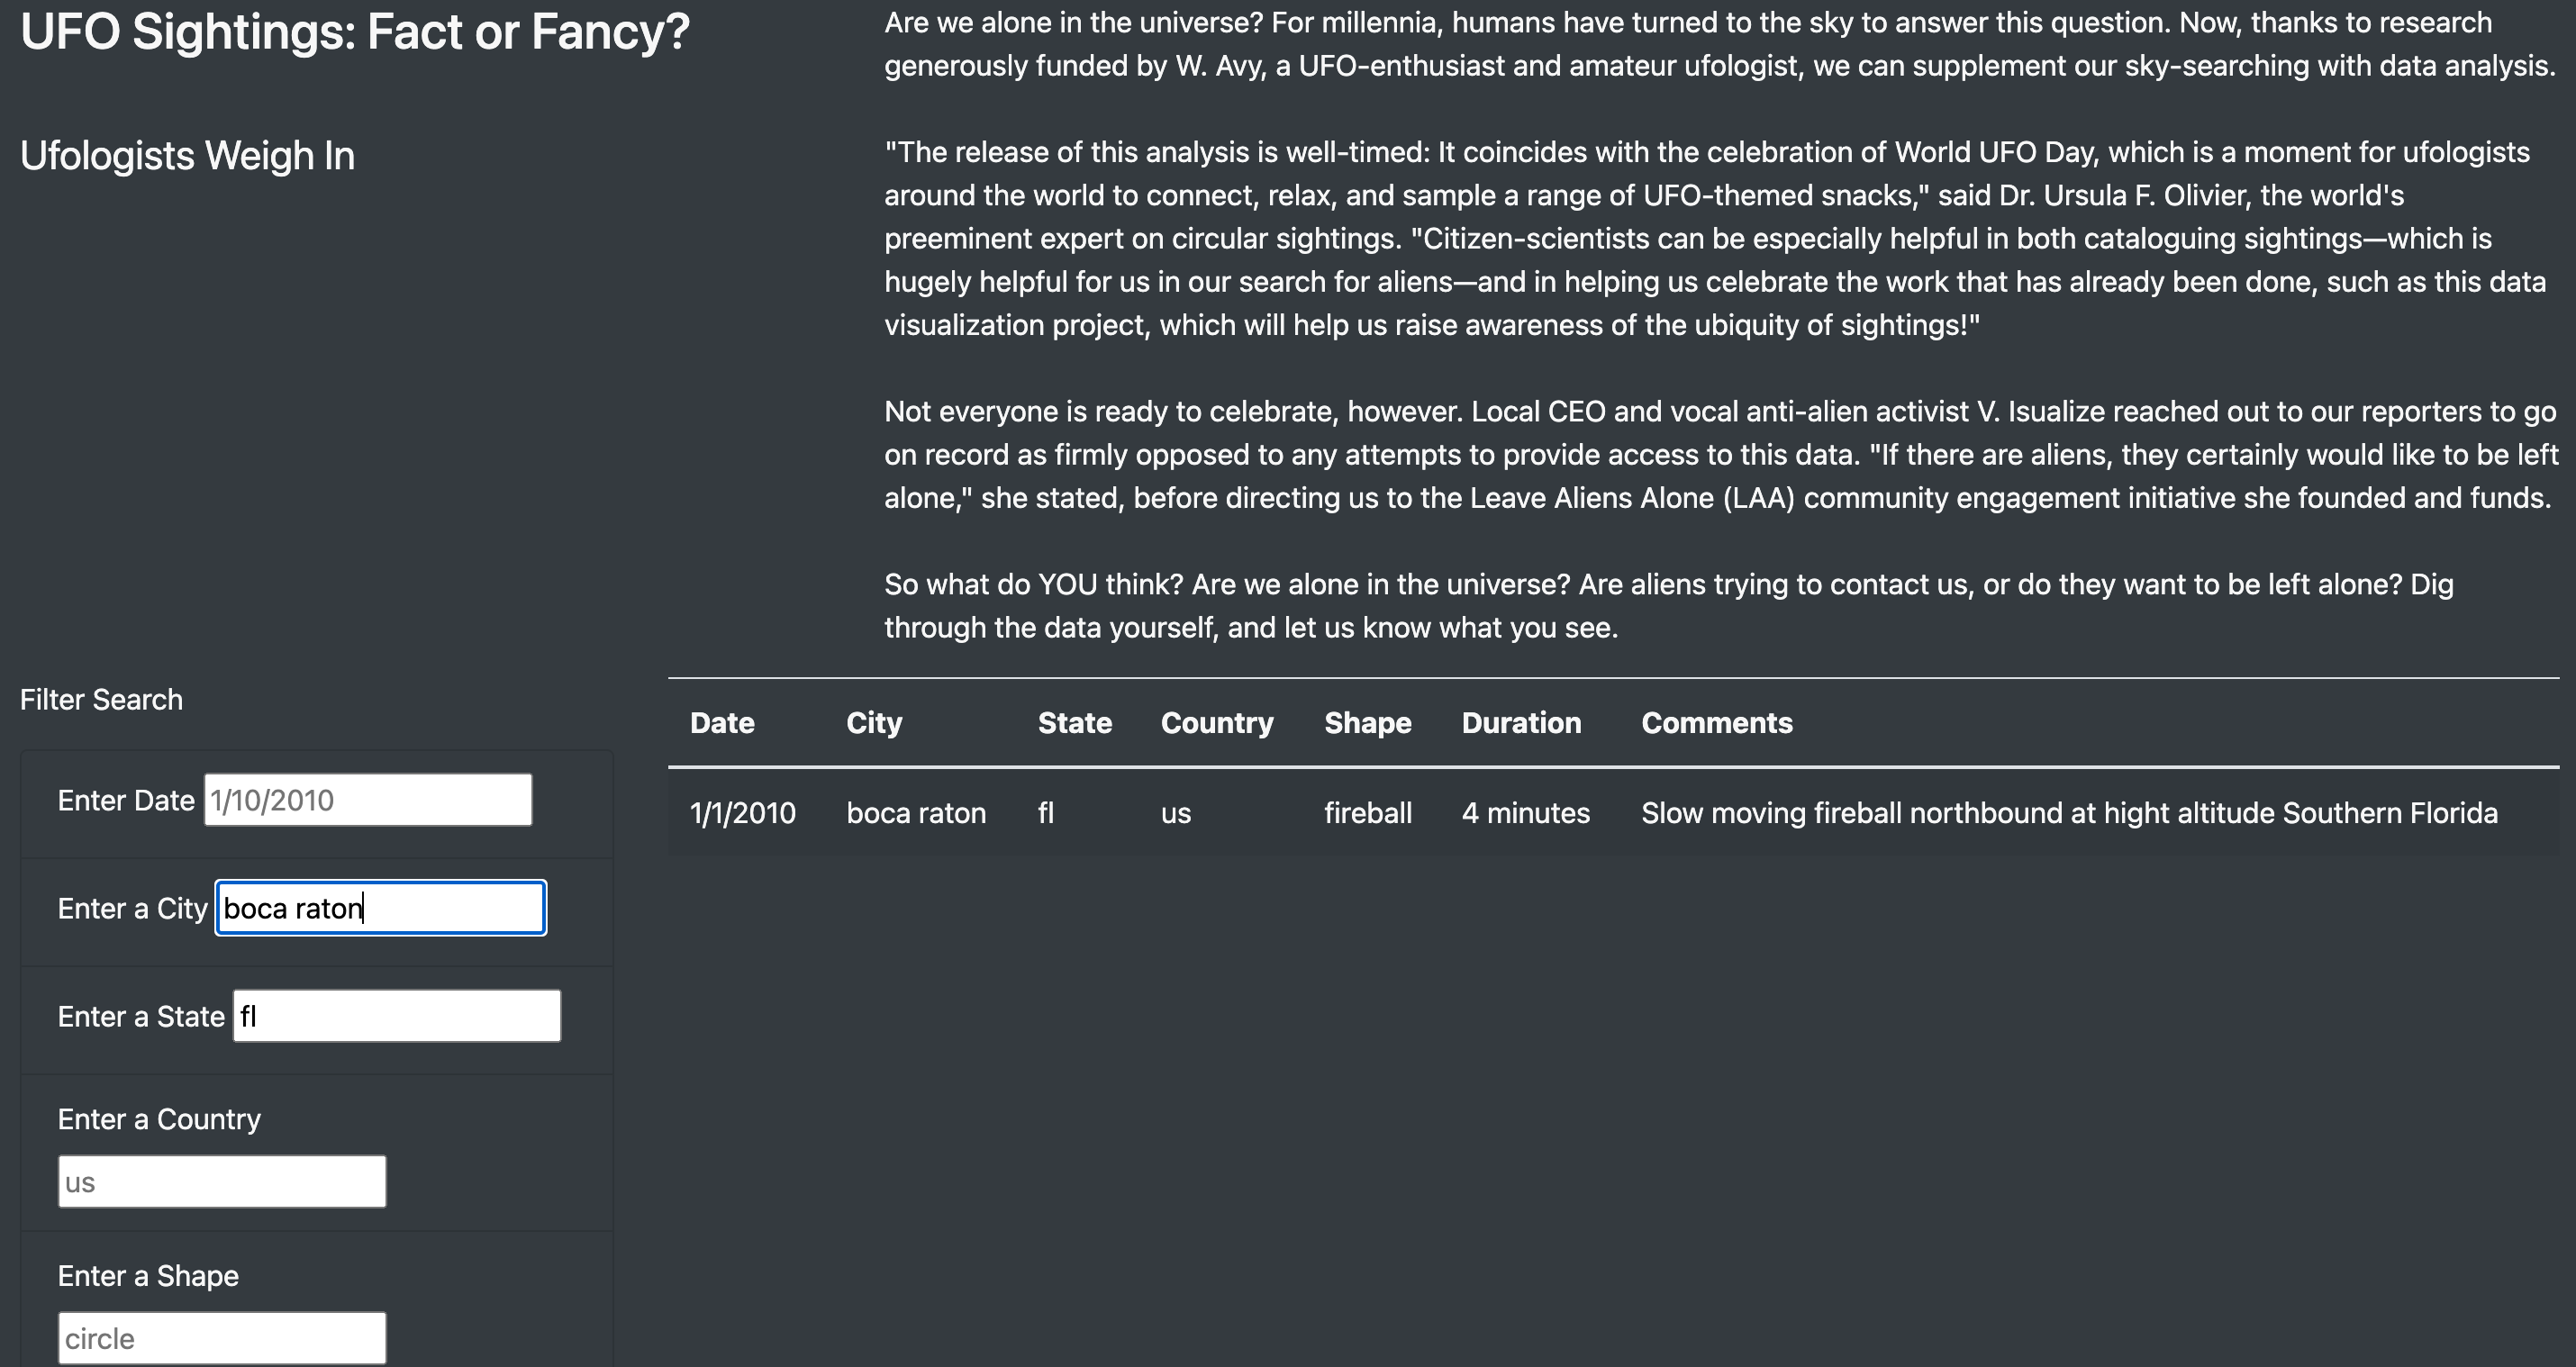 UFO Sightings: Fact or Fancy?
Are we alone in the universe? For millennia, humans have turned to the sky to answer this question. Now, thanks to research
generously funded by W. Avy, a UFO-enthusiast and amateur ufologist, we can supplement our sky-searching with data analysis.
Ufologists Weigh In
"The release of this analysis is well-timed: It coincides with the celebration of World UFO Day, which is a moment for ufologists
around the world to connect, relax, and sample a range of UFO-themed snacks," said Dr. Ursula F. Olivier, the world's
preeminent expert on circular sightings. "Citizen-scientists can be especially helpful in both cataloguing sightings—which is
hugely helpful for us in our search for aliens—and in helping us celebrate the work that has already been done, such as this data
visualization project, which will help us raise awareness of the ubiquity of sightings!"
Not everyone is ready to celebrate, however. Local CEO and vocal anti-alien activist V. Isualize reached out to our reporters to go
on record as firmly opposed to any attempts to provide access to this data. "If there are aliens, they certainly would like to be left
alone," she stated, before directing us to the Leave Aliens Alone (LAA) community engagement initiative she founded and funds.
So what do YOU think? Are we alone in the universe? Are aliens trying to contact us, or do they want to be left alone? Dig
through the data yourself, and let us know what you see.
Filter Search
Enter Date 1/10/2010
Enter a City boca raton
Enter a State fl
Enter a Country
us
Enter a Shape
circle
Date City State Country Shape Duration Comments
1/1/2010 boca raton fl us fireball 4 minutes Slow moving fireball northbound at hight altitude Southern Florida